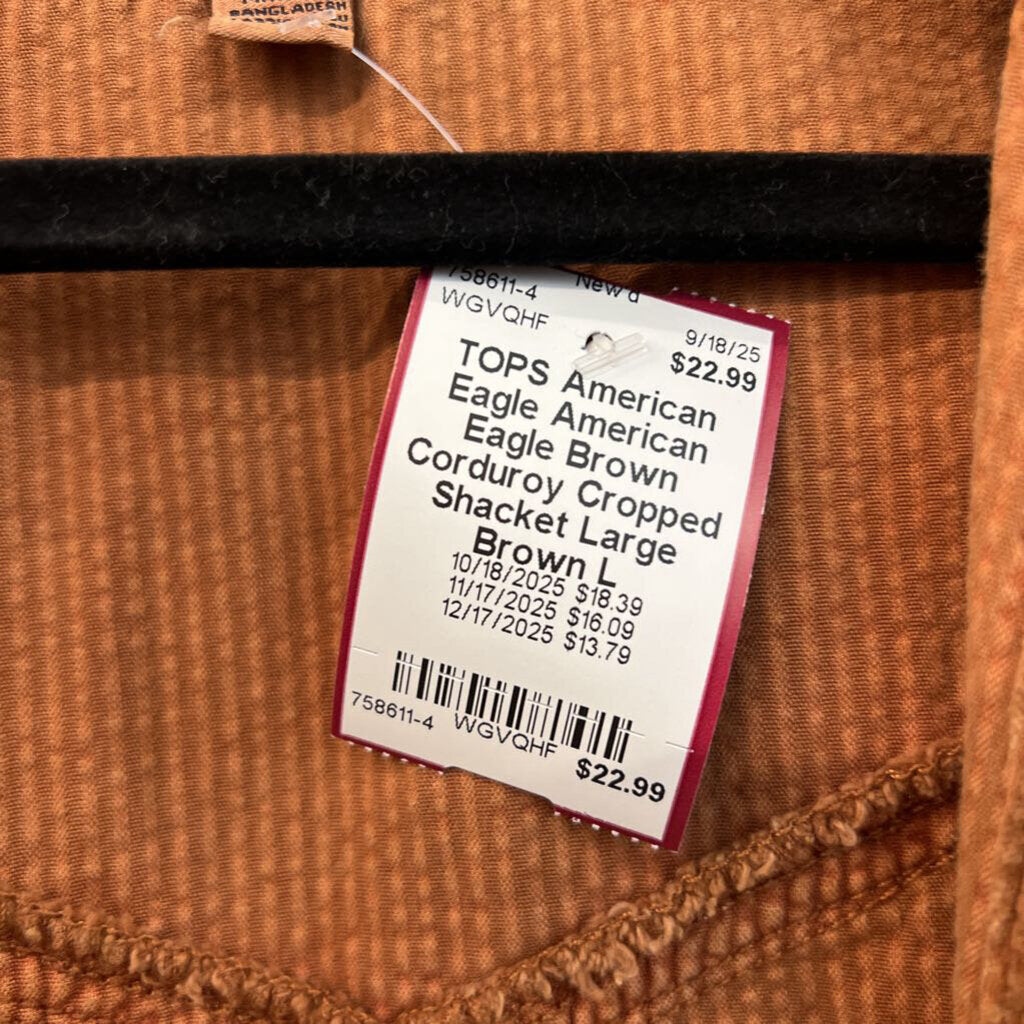 BANGLADESH
758611-4 New'd
WGVQHF
9/18/25
$22.99
TOPS American
Eagle American
Eagle Brown
Corduroy Cropped
Shacket Large
Brown L
10/18/2025 $18.39
11/17/2025 $16.09
12/17/2025 $13.79
758611-4 WGVQHF
$22.99